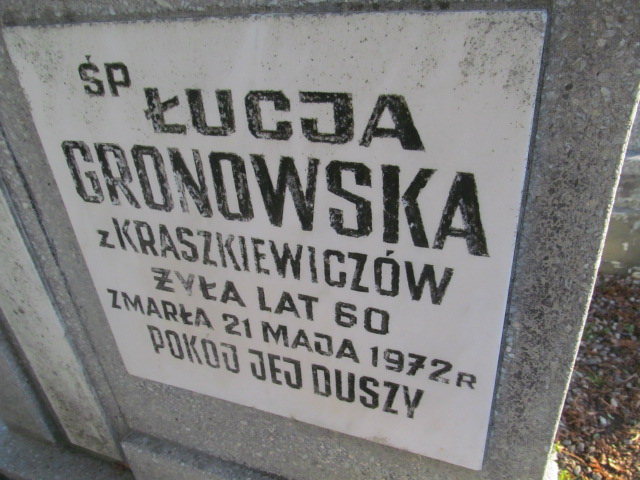 ŚP
ŁUCJA
GRONOWSKA
z KRASZKIEWICZÓW
ŻYŁA LAT 60
ZMARŁA 21 MAJA 1972 R
POKÓJ JEJ DUSZY